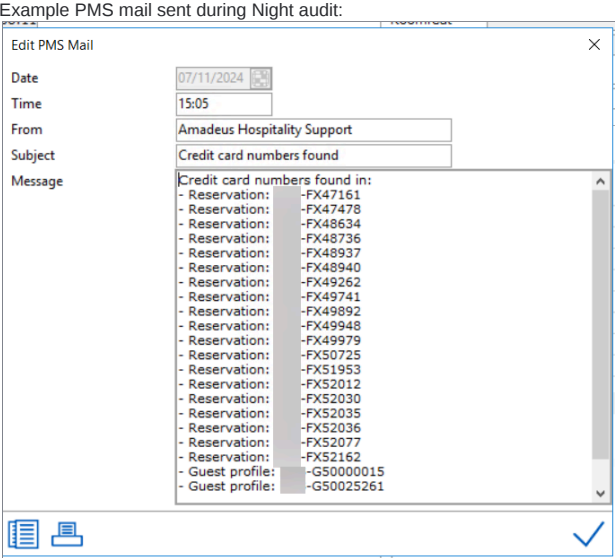 Example PMS mail sent during Night audit:
Edit PMS Mail
Date 07/11/2024
Time 15:05
From Amadeus Hospitality Support
Subject Credit card numbers found
Message Credit card numbers found in:
- Reservation: -FX47161
- Reservation: -FX47478
- Reservation: -FX48634
- Reservation: -FX48736
- Reservation: -FX48937
- Reservation: -FX48940
- Reservation: -FX49262
- Reservation: -FX49741
- Reservation: -FX49892
- Reservation: -FX49948
- Reservation: -FX49979
- Reservation: -FX50725
- Reservation: -FX51953
- Reservation: -FX52012
- Reservation: -FX52030
- Reservation: -FX52035
- Reservation: -FX52036
- Reservation: -FX52077
- Reservation: -FX52162
- Guest profile: -G50000015
- Guest profile: -G50025261